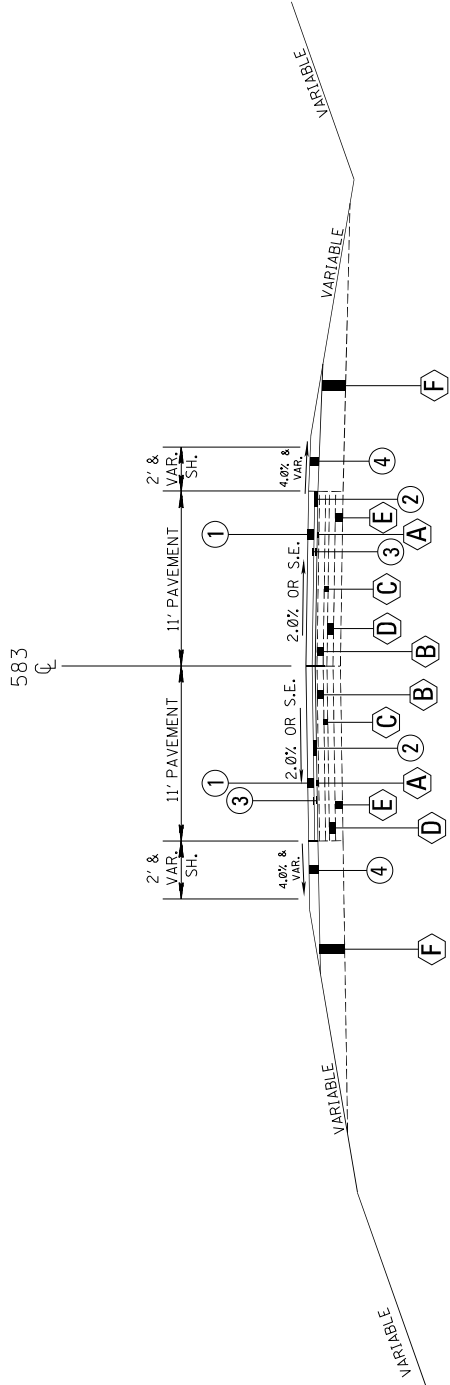 583
℄
2' &
VAR.
SH.
11' PAVEMENT
11' PAVEMENT
2' &
VAR.
SH.
3
1
1
4.0% &
VAR.
2.0% OR S.E.
2.0% OR S.E.
4.0% &
VAR.
VARIABLE
VARIABLE
VARIABLE
VARIABLE
F
4
D
E
A
2
C
B
B
D
C
3
A
E
2
4
F